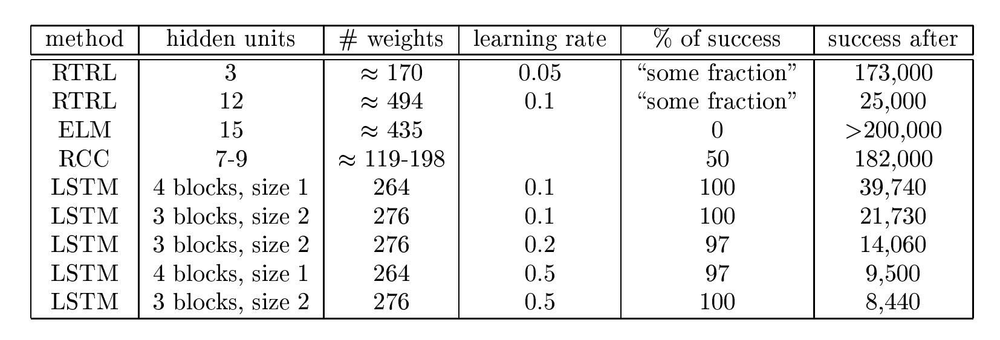 method hidden units # weights learning rate % of success success after
RTRL 3 ≈ 170 0.05 “some fraction” 173,000
RTRL 12 ≈ 494 0.1 “some fraction” 25,000
ELM 15 ≈ 435 0 >200,000
RCC 7-9 ≈ 119-198 50 182,000
LSTM 4 blocks, size 1 264 0.1 100 39,740
LSTM 3 blocks, size 2 276 0.1 100 21,730
LSTM 3 blocks, size 2 276 0.2 97 14,060
LSTM 4 blocks, size 1 264 0.5 97 9,500
LSTM 3 blocks, size 2 276 0.5 100 8,440